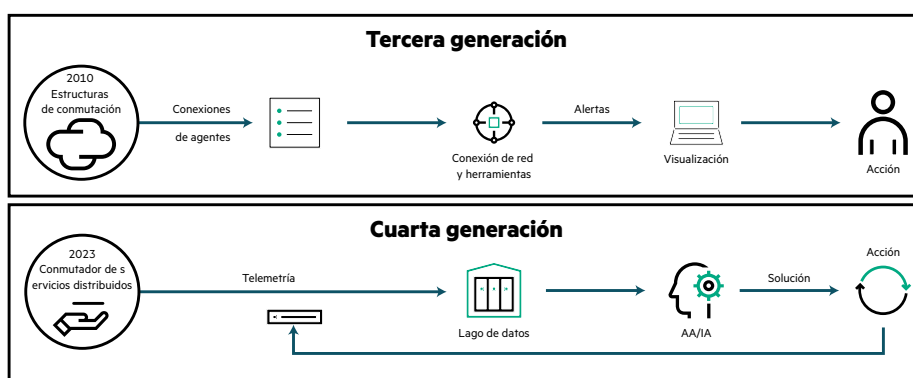 Tercera generación
2010
Estructuras
de conmutación
Conexiones
de agentes
Conexión de red
y herramientas
Alertas
Visualización
Acción
Cuarta generación
2023
Conmutador de s
ervicios distribuidos
Telemetría
Lago de datos
AA/IA
Solución
Acción